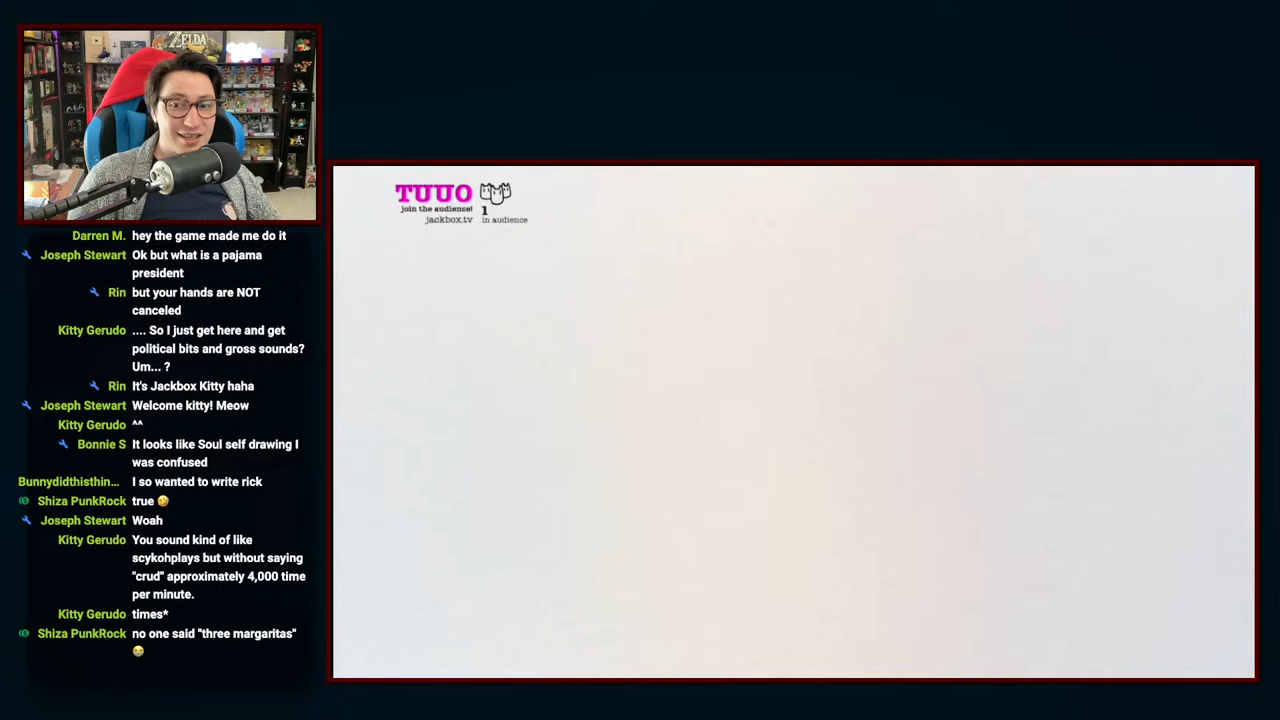 ZELDA
TUUO
join the audience!
jackbox.tv
1
in audience
Darren M. hey the game made me do it
Joseph Stewart Ok but what is a pajama
president
Rin but your hands are NOT
canceled
Kitty Gerudo .... So I just get here and get
political bits and gross sounds?
Um... ?
Rin It's Jackbox Kitty haha
Joseph Stewart Welcome kitty! Meow
Kitty Gerudo ^^
Bonnie S It looks like Soul self drawing I
was confused
Bunnydidthisthin... I so wanted to write rick
Shiza PunkRock true 🤣
Joseph Stewart Woah
Kitty Gerudo You sound kind of like
scykohplays but without saying
"crud" approximately 4,000 time
per minute.
Kitty Gerudo times*
Shiza PunkRock no one said "three margaritas"
😭